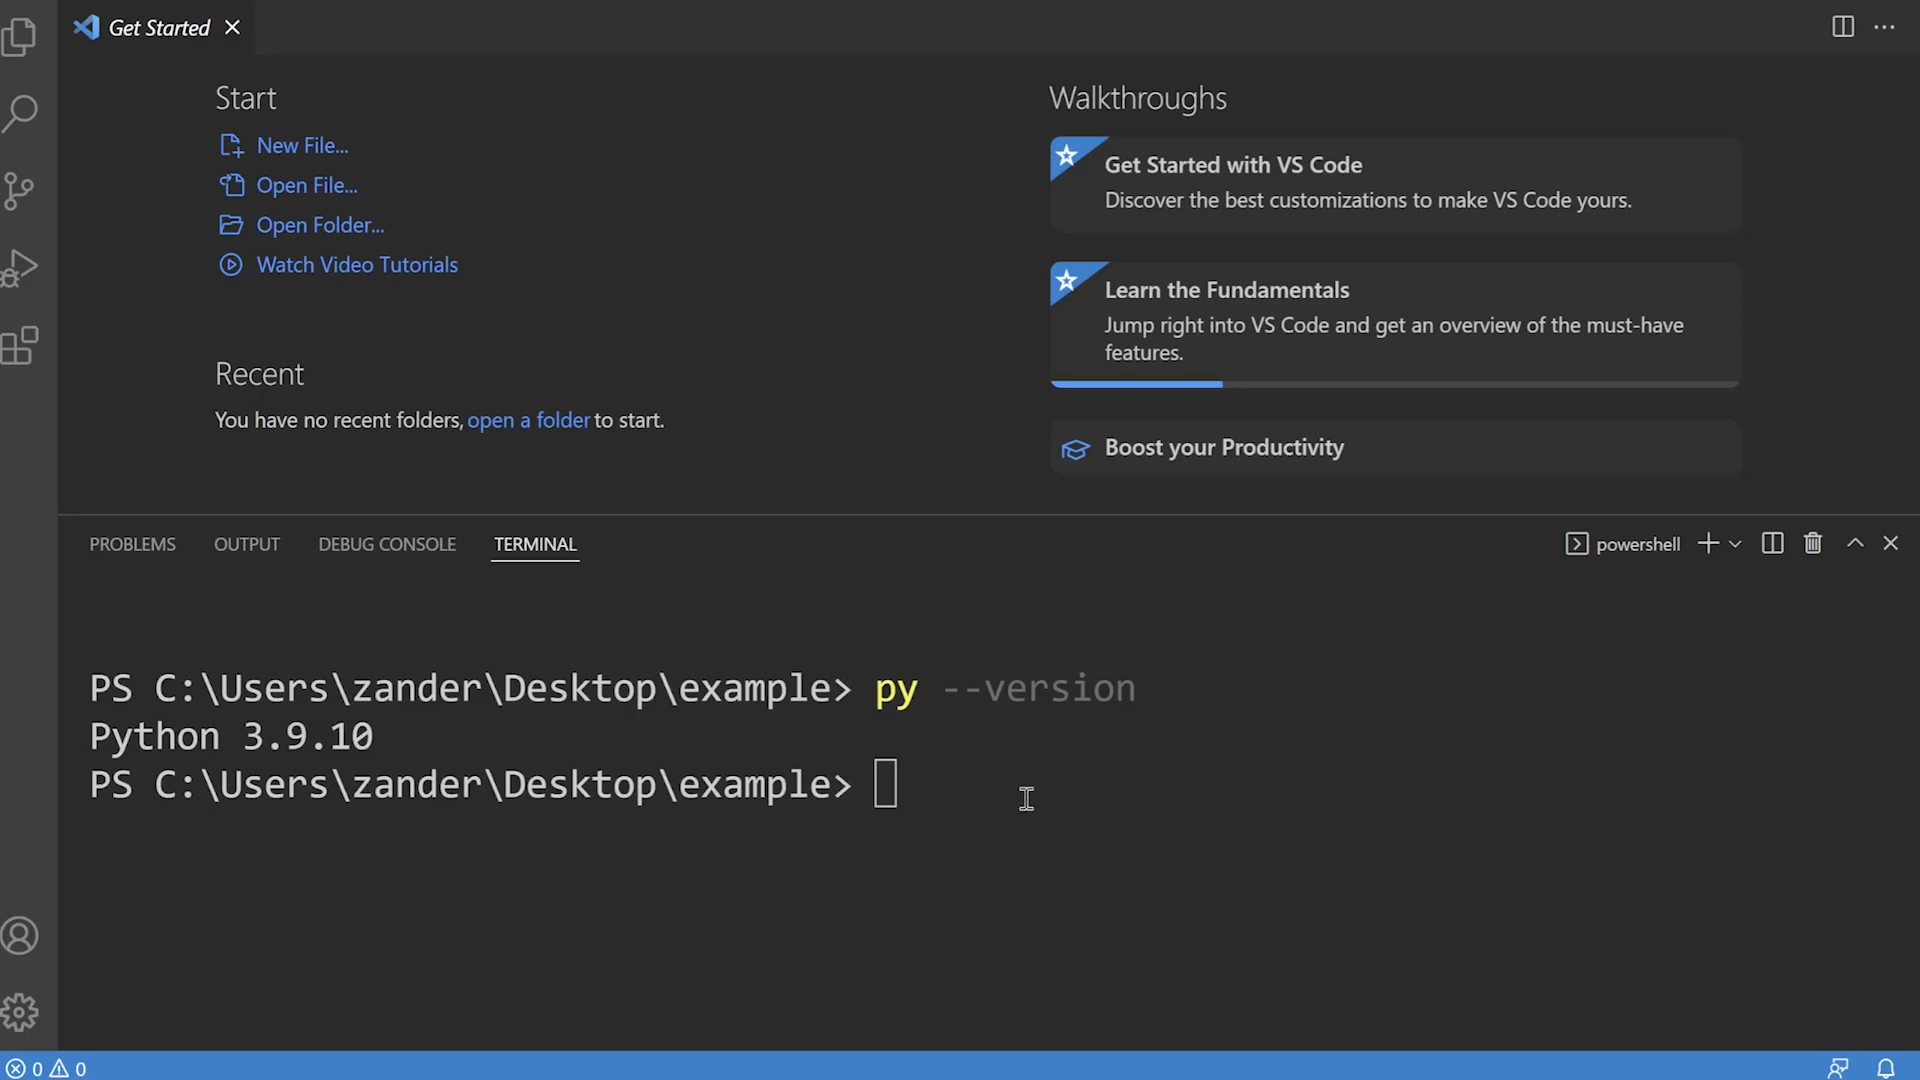 Get Started
Start
New File...
Open File...
Open Folder...
Watch Video Tutorials
Recent
You have no recent folders, open a folder to start.
Walkthroughs
Get Started with VS Code
Discover the best customizations to make VS Code yours.
Learn the Fundamentals
Jump right into VS Code and get an overview of the must-have
features.
Boost your Productivity
PROBLEMS OUTPUT DEBUG CONSOLE TERMINAL powershell
PS C:\Users\zander\Desktop\example> py --version
Python 3.9.10
PS C:\Users\zander\Desktop\example>
0 0